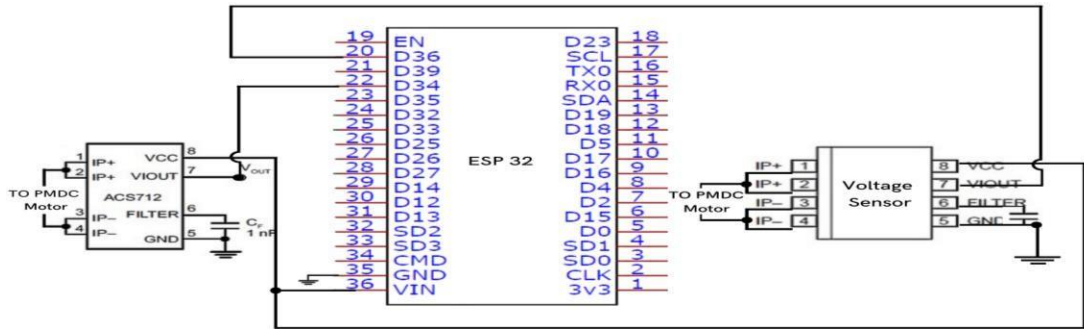 19 EN D23 18
20 D36 SCL 17
21 D39 TX0 16
22 D34 RX0 15
23 D35 SDA 14
24 D32 D19 13
25 D33 D18 12
26 D25 D5 11
27 D26 D17 10
28 D27 D16 9
29 D14 D4 8
30 D12 D2 7
31 D13 D15 6
32 SD2 D0 5
33 SD3 SD1 4
34 CMD SD0 3
35 GND CLK 2
36 VIN 3v3 1
ESP 32
TO PMDC
Motor
1 IP+ VCC 8
2 IP+ VIOUT 7
ACS712
3 IP− FILTER 6
4 IP− GND 5
VOUT
CF
1 nF
TO PMDC
Motor
IP+ 1 8 VCC
IP+ 2 7 VIOUT
IP− 3 6 FILTER
IP− 4 5 GND
Voltage
Sensor